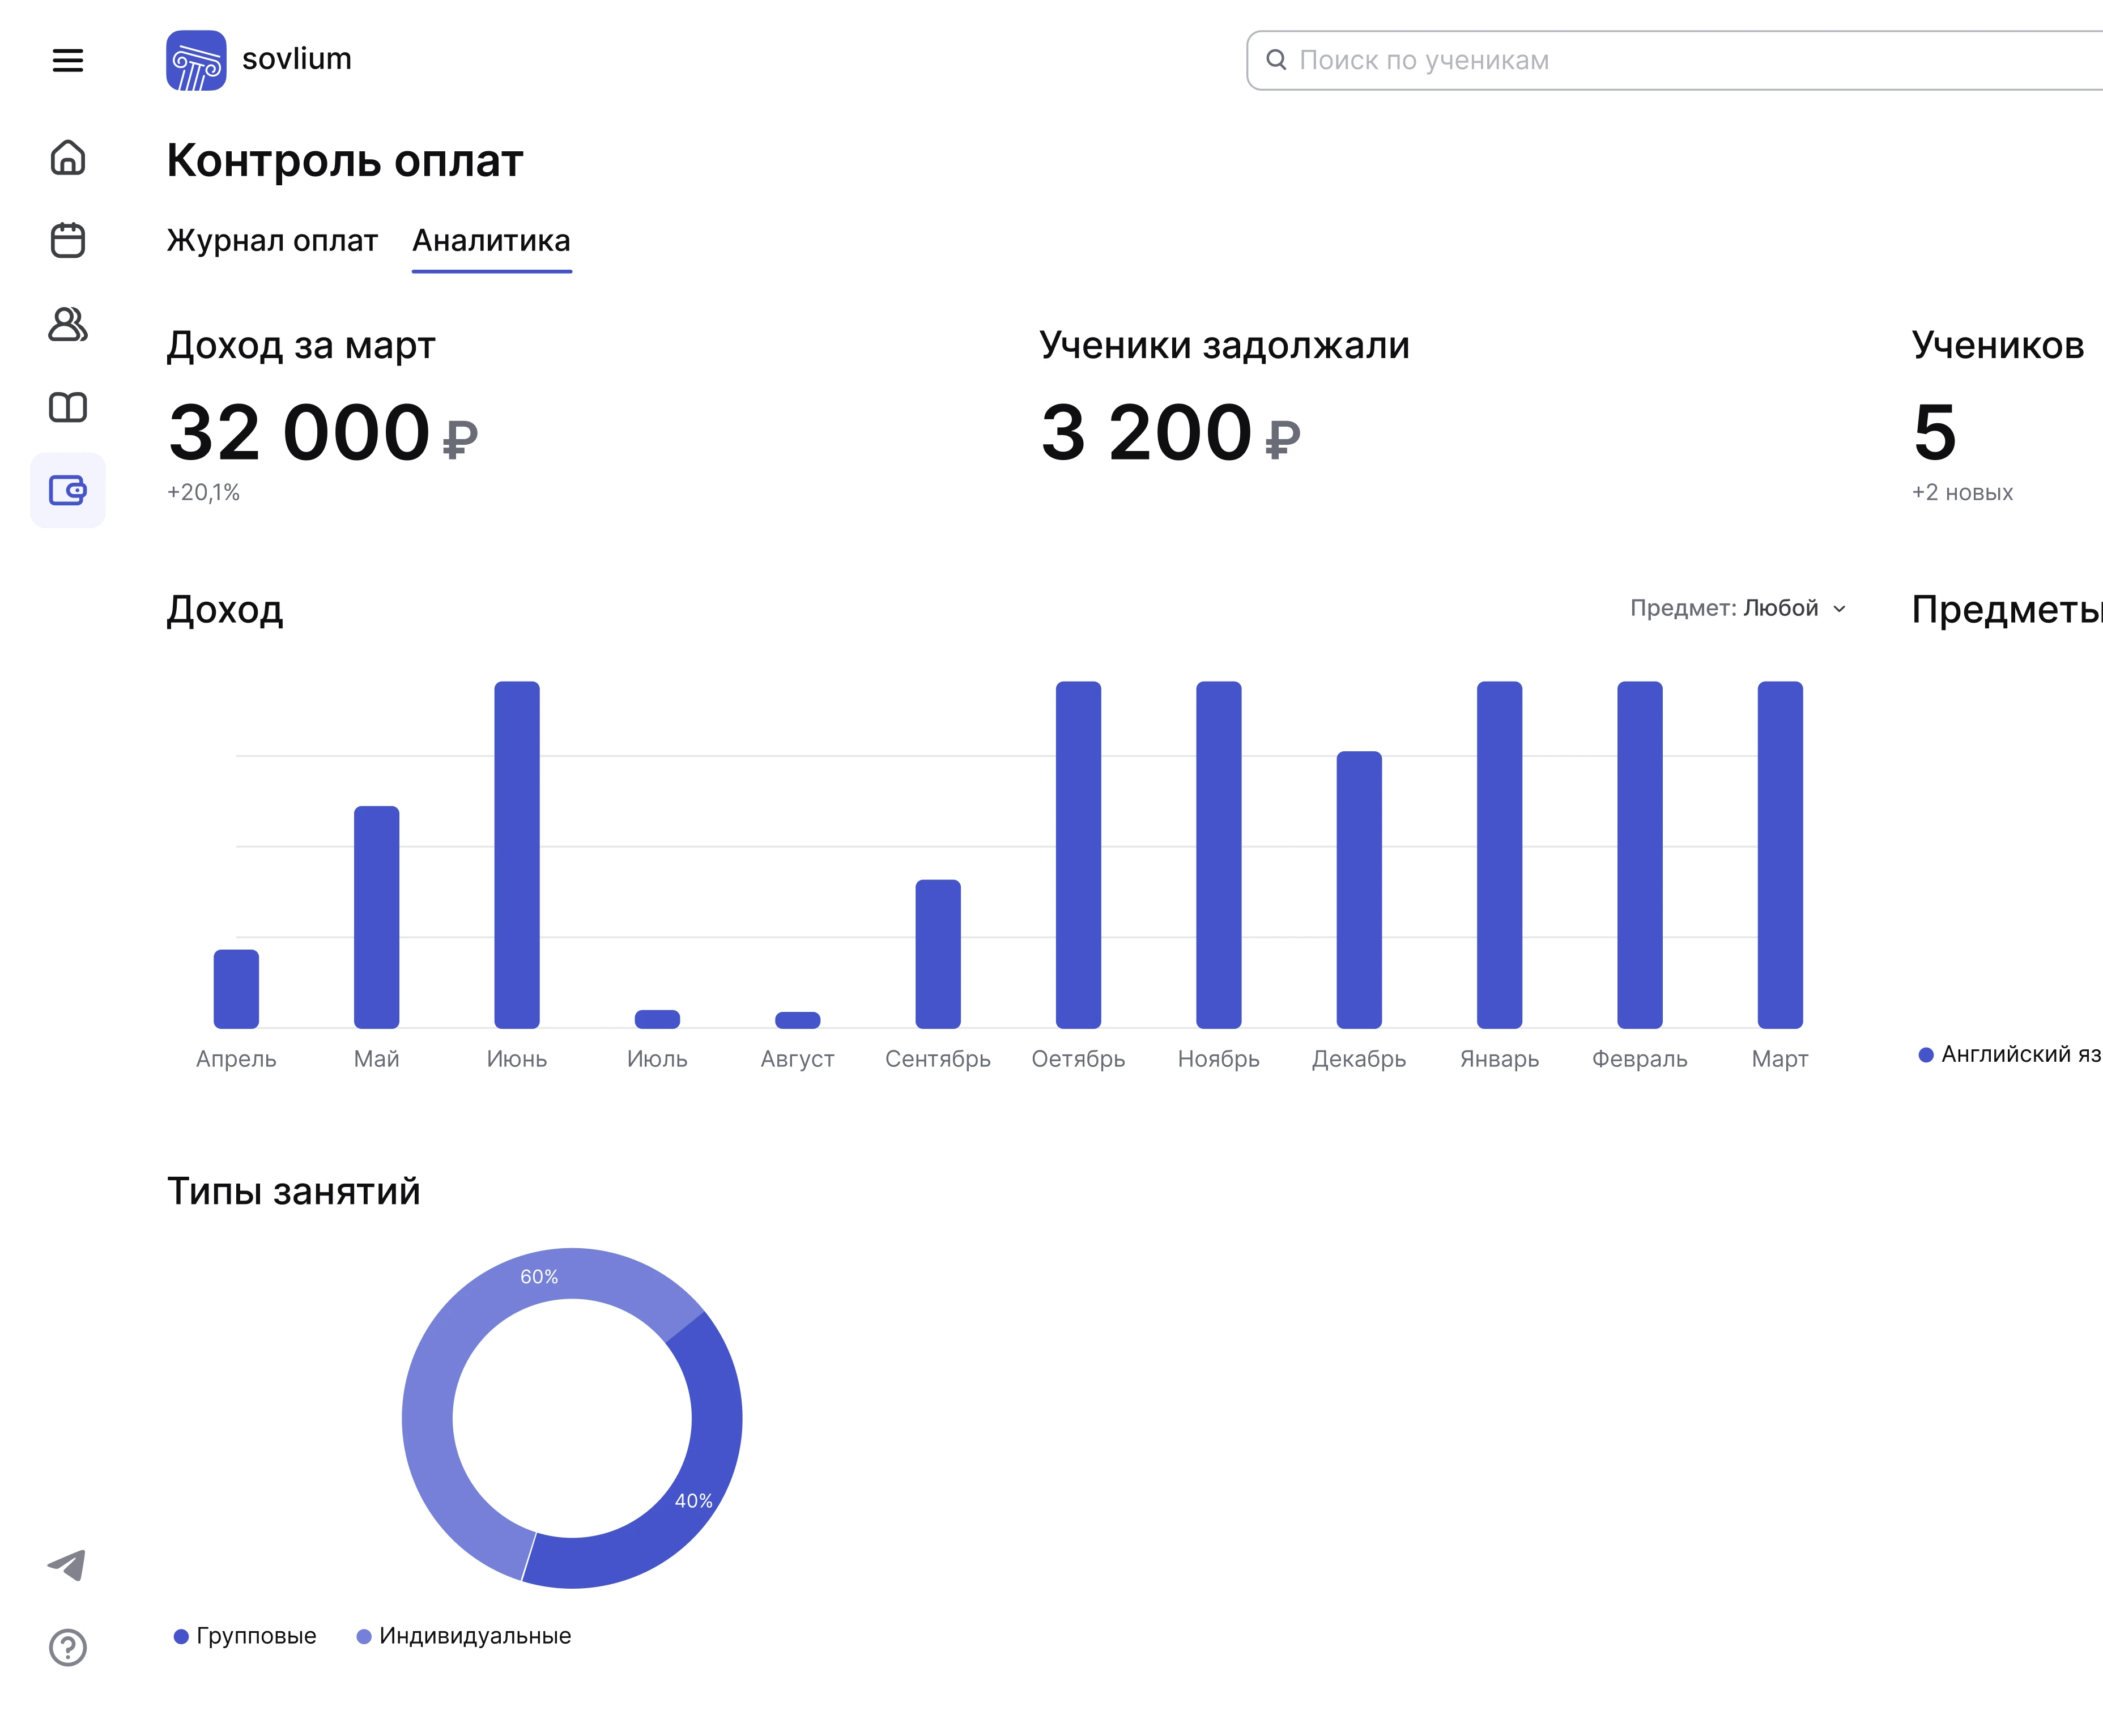 sovlium
Поиск по ученикам
Контроль оплат
Журнал оплат Аналитика
Доход за март
32 000 ₽
+20,1%
Ученики задолжали
3 200 ₽
Учеников
5
+2 новых
Доход
Предмет: Любой
Апрель Май Июнь Июль Август Сентябрь Оетябрь Ноябрь Декабрь Январь Февраль Март
Предметы
Английский яз
Типы занятий
60%
40%
Групповые Индивидуальные